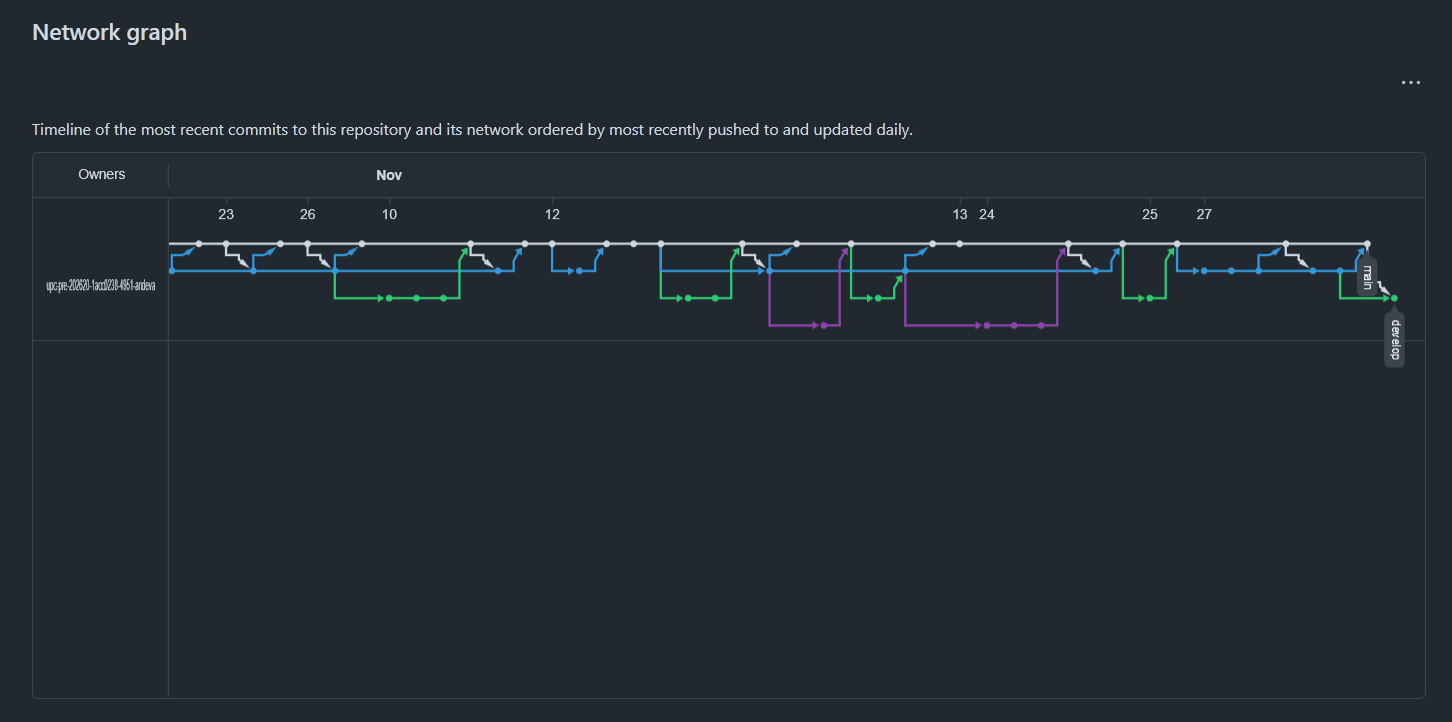 Network graph
...
Timeline of the most recent commits to this repository and its network ordered by most recently pushed to and updated daily.
Owners
Nov
23 26 10 12 13 24 25 27
main
develop